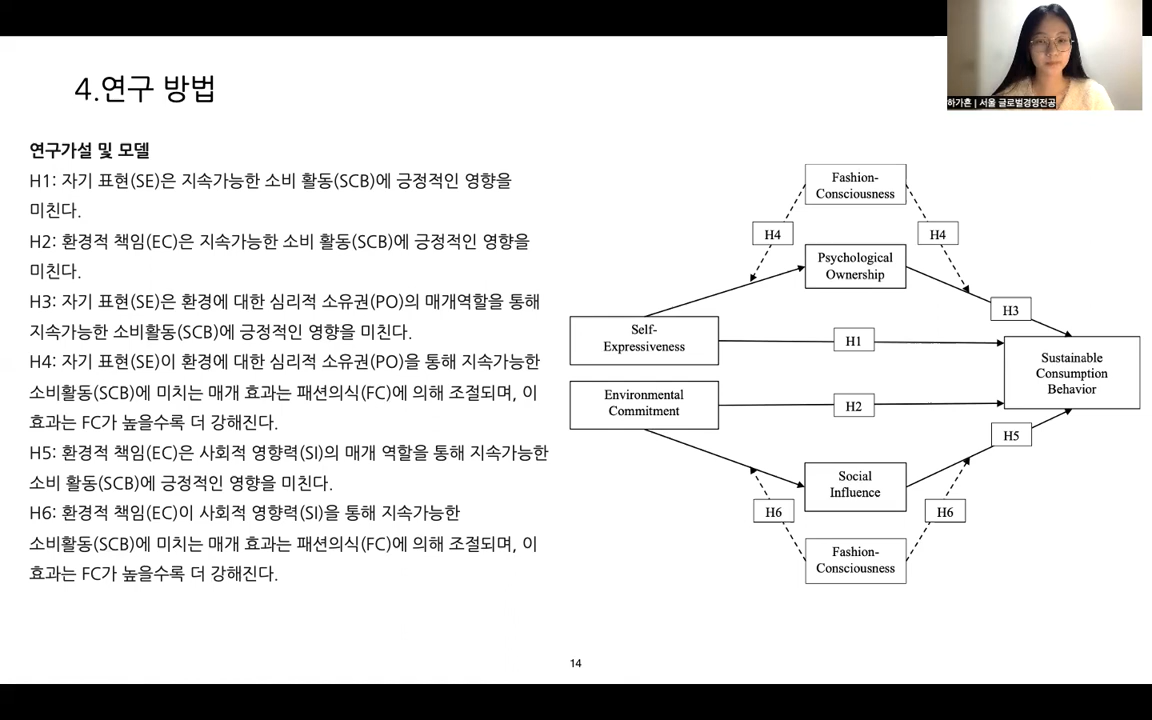 4.연구 방법
하가흔 | 서울 글로벌경영전공
연구가설 및 모델
H1: 자기 표현(SE)은 지속가능한 소비 활동(SCB)에 긍정적인 영향을
미친다.
H2: 환경적 책임(EC)은 지속가능한 소비 활동(SCB)에 긍정적인 영향을
미친다.
H3: 자기 표현(SE)은 환경에 대한 심리적 소유권(PO)의 매개역할을 통해
지속가능한 소비활동(SCB)에 긍정적인 영향을 미친다.
H4: 자기 표현(SE)이 환경에 대한 심리적 소유권(PO)을 통해 지속가능한
소비활동(SCB)에 미치는 매개 효과는 패션의식(FC)에 의해 조절되며, 이
효과는 FC가 높을수록 더 강해진다.
H5: 환경적 책임(EC)은 사회적 영향력(SI)의 매개 역할을 통해 지속가능한
소비 활동(SCB)에 긍정적인 영향을 미친다.
H6: 환경적 책임(EC)이 사회적 영향력(SI)을 통해 지속가능한
소비활동(SCB)에 미치는 매개 효과는 패션의식(FC)에 의해 조절되며, 이
효과는 FC가 높을수록 더 강해진다.
Fashion-
Consciousness
H4
H4
Psychological
Ownership
H3
Self-
Expressiveness
H1
Sustainable
Consumption
Behavior
Environmental
Commitment
H2
H5
Social
Influence
H6
H6
Fashion-
Consciousness
14